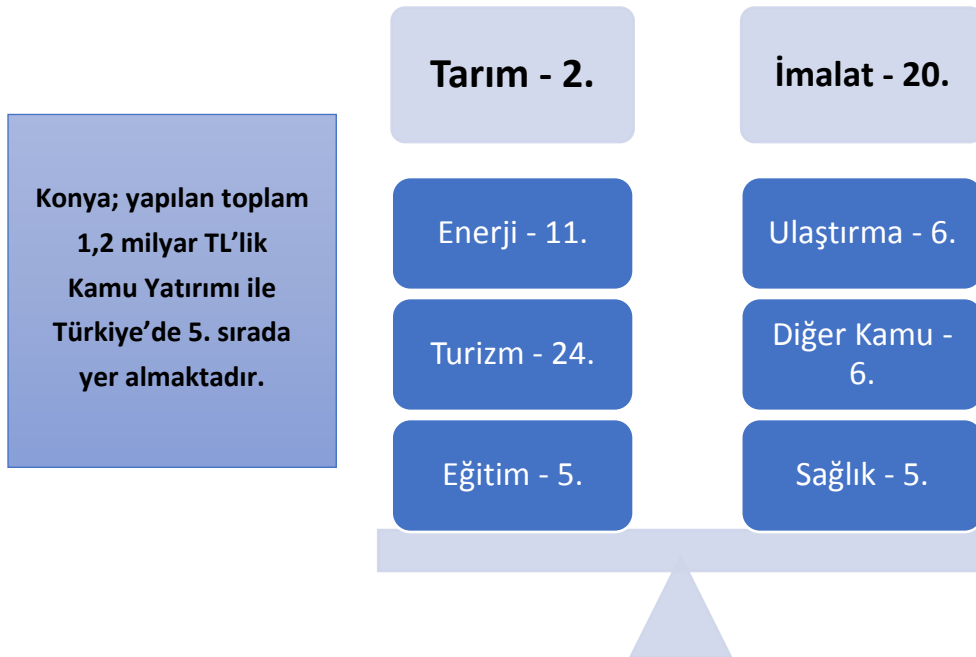 Konya; yapılan toplam
1,2 milyar TL’lik
Kamu Yatırımı ile
Türkiye’de 5. sırada
yer almaktadır.
Tarım - 2.
İmalat - 20.
Enerji - 11.
Ulaştırma - 6.
Turizm - 24.
Diğer Kamu -
6.
Eğitim - 5.
Sağlık - 5.